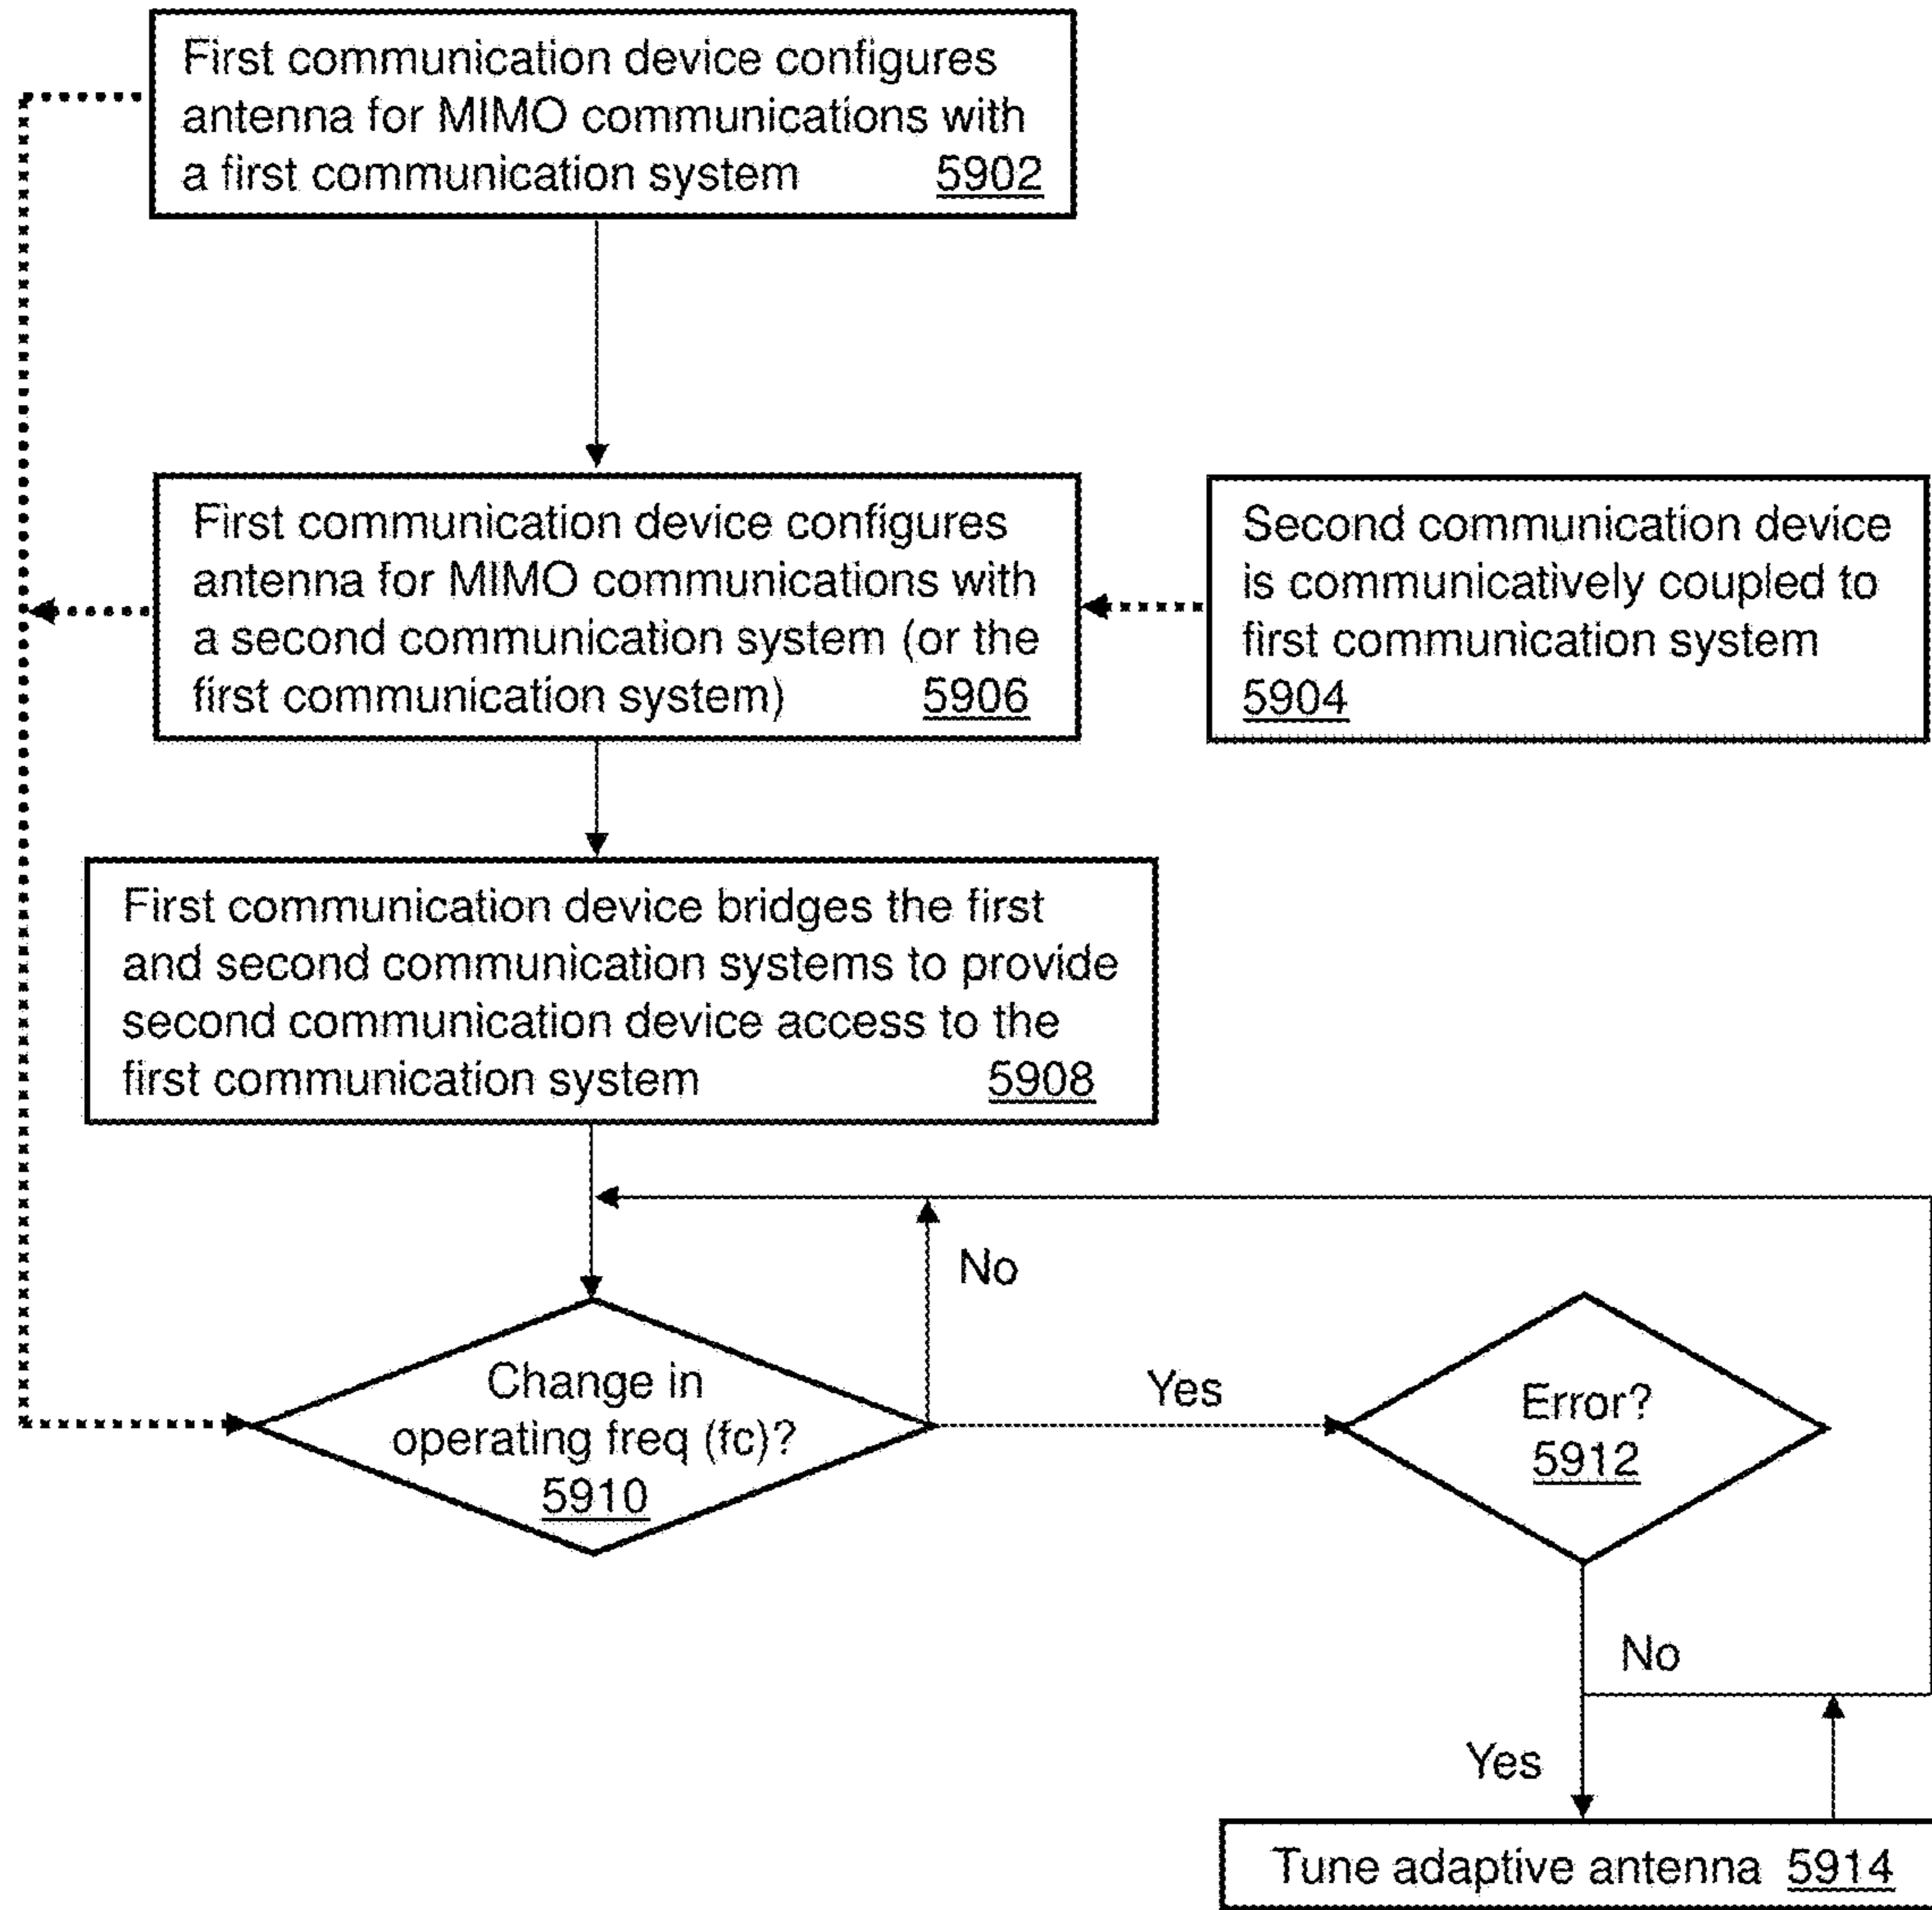 First communication device configures
antenna for MIMO communications with
a first communication system 5902
First communication device configures
antenna for MIMO communications with
a second communication system (or the
first communication system) 5906
Second communication device
is communicatively coupled to
first communication system
5904
First communication device bridges the first
and second communication systems to provide
second communication device access to the
first communication system 5908
No
Change in
operating freq (fc)?
5910
Yes
Error?
5912
No
Yes
Tune adaptive antenna 5914